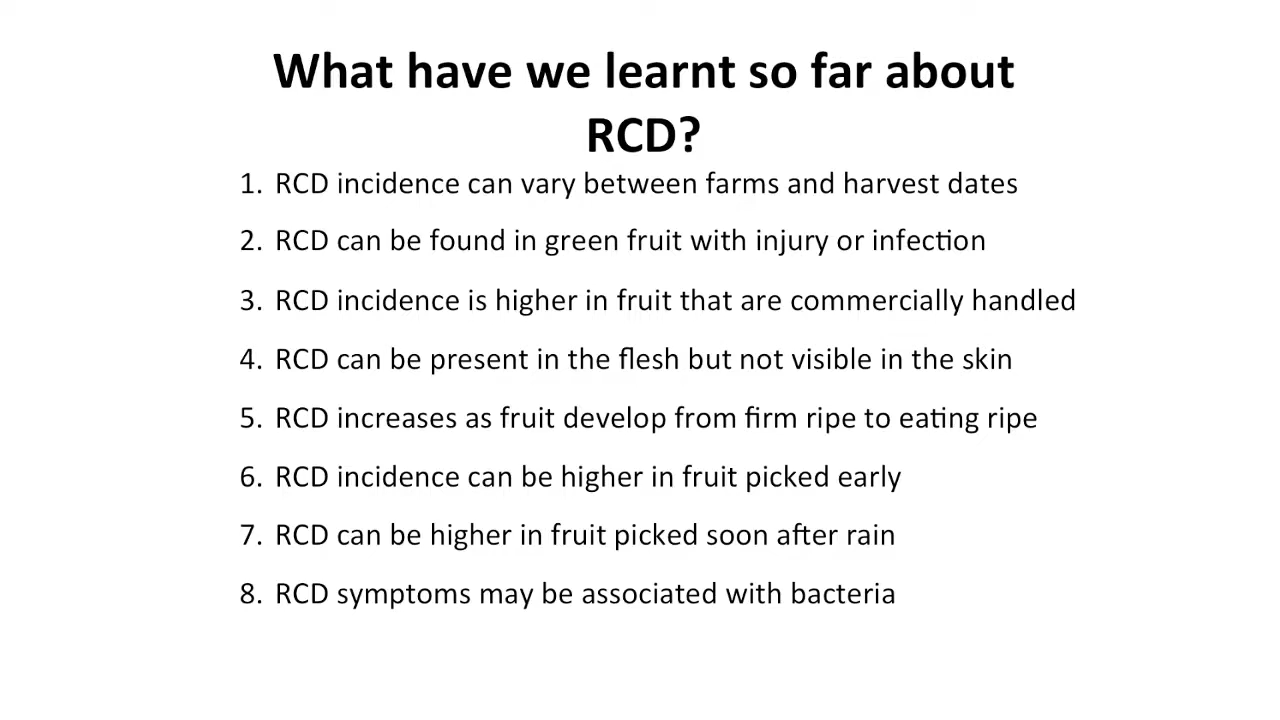 What have we learnt so far about
RCD?
1. RCD incidence can vary between farms and harvest dates
2. RCD can be found in green fruit with injury or infection
3. RCD incidence is higher in fruit that are commercially handled
4. RCD can be present in the flesh but not visible in the skin
5. RCD increases as fruit develop from firm ripe to eating ripe
6. RCD incidence can be higher in fruit picked early
7. RCD can be higher in fruit picked soon after rain
8. RCD symptoms may be associated with bacteria